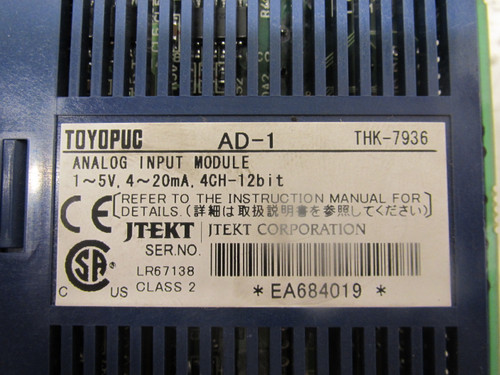 TOYOPUC AD-1 THK-7936
ANALOG INPUT MODULE
1～5V, 4～20mA, 4CH-12bit
CE [REFER TO THE INSTRUCTION MANUAL FOR
DETAILS. (詳細は取扱説明書を参照してください)]
JTEKT JTEKT CORPORATION
SER.NO.
SA LR67138
C US CLASS 2 * EA684019 *